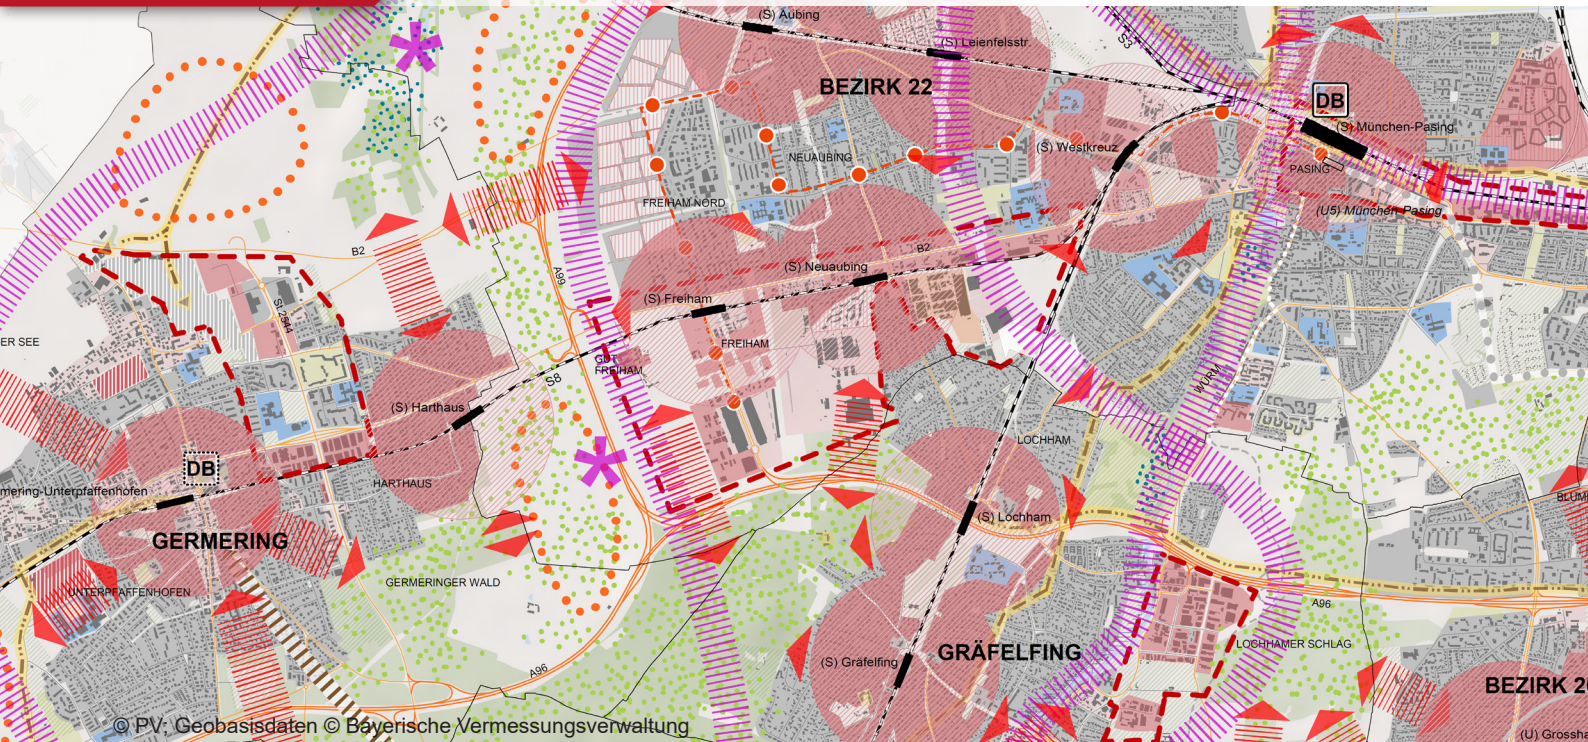 (S) Aubing
S3
(S) Leienfelsstr.
BEZIRK 22
DB
(S) München-Pasing
(S) Westkreuz
NEUAUBING
PASING
FREIHAM NORD
(U5) München-Pasing
B2
B2
A99
(S) Neuaubing
(S) Freiham
St 2544
ER SEE
FREIHAM
GUT
FREIHAM
S8
WÜRM
(S) Harthaus
LOCHHAM
DB
HARTHAUS
mering-Unterpfaffenhofen
BLUM
(S) Lochham
GERMERING
GERMERINGER WALD
UNTERPFAFFENHOFEN
A96
LOCHHAMER SCHLAG
GRÄFELFING
(S) Gräfelfing
A96
BEZIRK 20
© PV; Geobasisdaten © Bayerische Vermessungsverwaltung
(U) Grossha